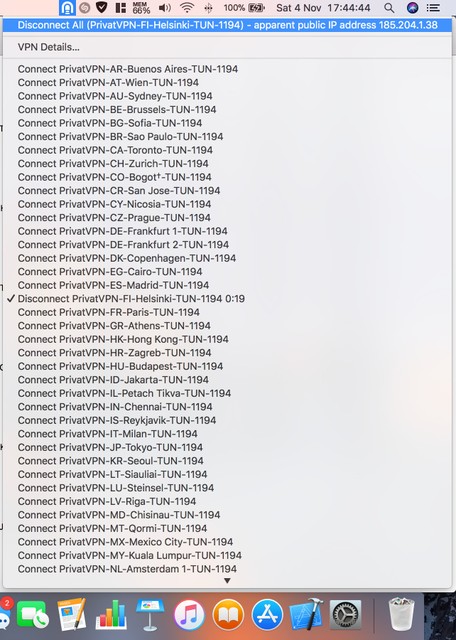 MEM 66% 100% Sat 4 Nov 17:44:44
Disconnect All (PrivatVPN-FI-Helsinki-TUN-1194) - apparent public IP address 185.204.1.38
VPN Details...
Connect PrivatVPN-AR-Buenos Aires-TUN-1194
Connect PrivatVPN-AT-Wien-TUN-1194
Connect PrivatVPN-AU-Sydney-TUN-1194
Connect PrivatVPN-BE-Brussels-TUN-1194
Connect PrivatVPN-BG-Sofia-TUN-1194
Connect PrivatVPN-BR-Sao Paulo-TUN-1194
Connect PrivatVPN-CA-Toronto-TUN-1194
Connect PrivatVPN-CH-Zurich-TUN-1194
Connect PrivatVPN-CO-Bogot†-TUN-1194
Connect PrivatVPN-CR-San Jose-TUN-1194
Connect PrivatVPN-CY-Nicosia-TUN-1194
Connect PrivatVPN-CZ-Prague-TUN-1194
Connect PrivatVPN-DE-Frankfurt 1-TUN-1194
Connect PrivatVPN-DE-Frankfurt 2-TUN-1194
Connect PrivatVPN-DK-Copenhagen-TUN-1194
Connect PrivatVPN-EG-Cairo-TUN-1194
Connect PrivatVPN-ES-Madrid-TUN-1194
✓ Disconnect PrivatVPN-FI-Helsinki-TUN-1194 0:19
Connect PrivatVPN-FR-Paris-TUN-1194
Connect PrivatVPN-GR-Athens-TUN-1194
Connect PrivatVPN-HK-Hong Kong-TUN-1194
Connect PrivatVPN-HR-Zagreb-TUN-1194
Connect PrivatVPN-HU-Budapest-TUN-1194
Connect PrivatVPN-ID-Jakarta-TUN-1194
Connect PrivatVPN-IL-Petach Tikva-TUN-1194
Connect PrivatVPN-IN-Chennai-TUN-1194
Connect PrivatVPN-IS-Reykjavik-TUN-1194
Connect PrivatVPN-IT-Milan-TUN-1194
Connect PrivatVPN-JP-Tokyo-TUN-1194
Connect PrivatVPN-KR-Seoul-TUN-1194
Connect PrivatVPN-LT-Siauliai-TUN-1194
Connect PrivatVPN-LU-Steinsel-TUN-1194
Connect PrivatVPN-LV-Riga-TUN-1194
Connect PrivatVPN-MD-Chisinau-TUN-1194
Connect PrivatVPN-MT-Qormi-TUN-1194
Connect PrivatVPN-MX-Mexico City-TUN-1194
Connect PrivatVPN-MY-Kuala Lumpur-TUN-1194
Connect PrivatVPN-NL-Amsterdam 1-TUN-1194
2